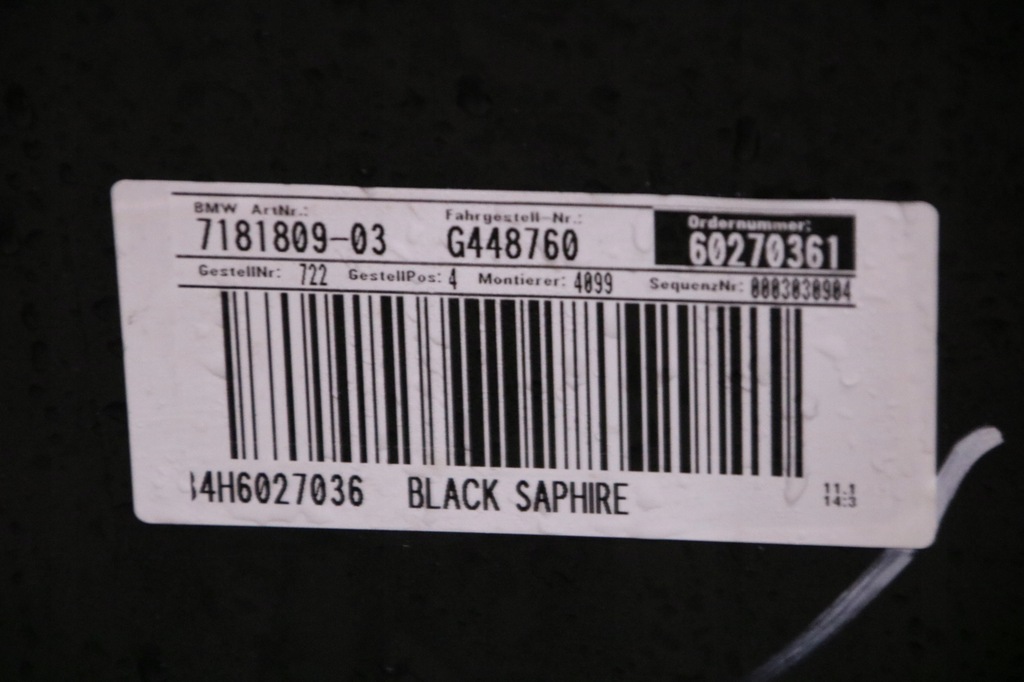 BMW ArtNr.: Fahrgestell-Nr.: Ordernummer:
7181809-03 G448760 60270361
GestellNr: 722 GestellPos: 4 Montierer: 4099 SequenzNr: 0003030904
4H6027036 BLACK SAPHIRE
11.1
14:3